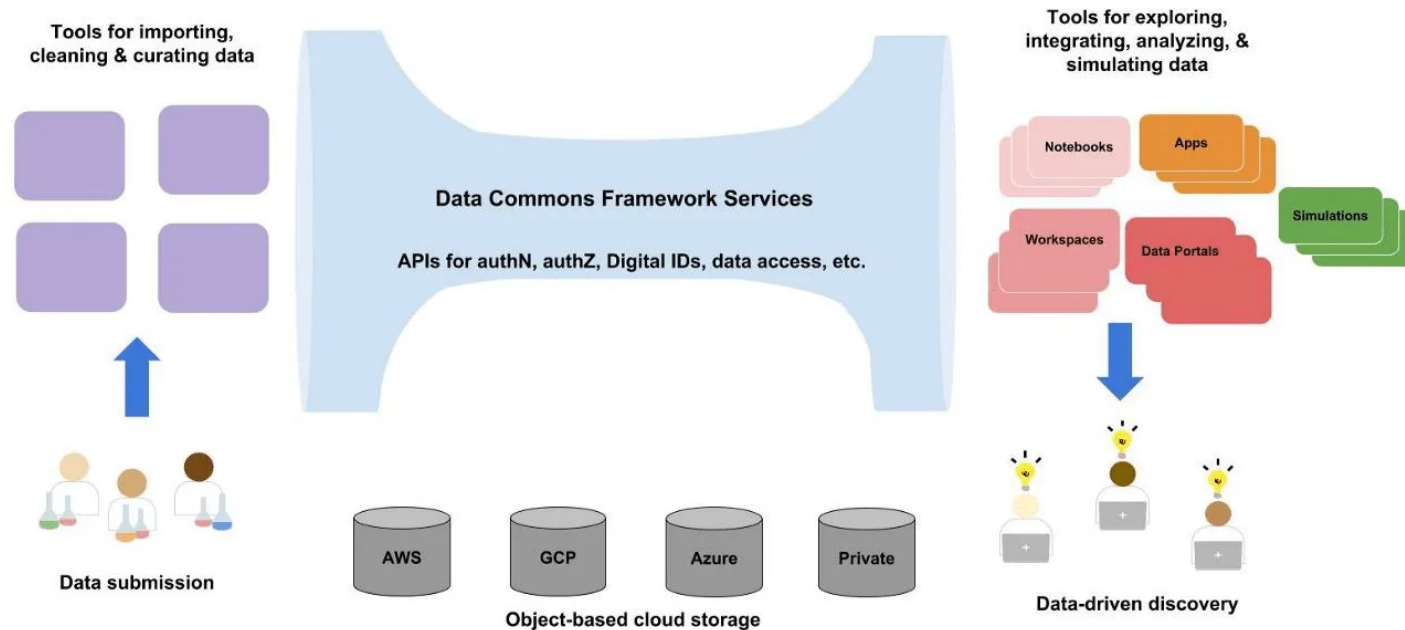 Tools for importing,
cleaning & curating data
Data submission
Data Commons Framework Services
APIs for authN, authZ, Digital IDs, data access, etc.
AWS
GCP
Azure
Private
Object-based cloud storage
Tools for exploring,
integrating, analyzing, &
simulating data
Notebooks
Apps
Simulations
Workspaces
Data Portals
Data-driven discovery